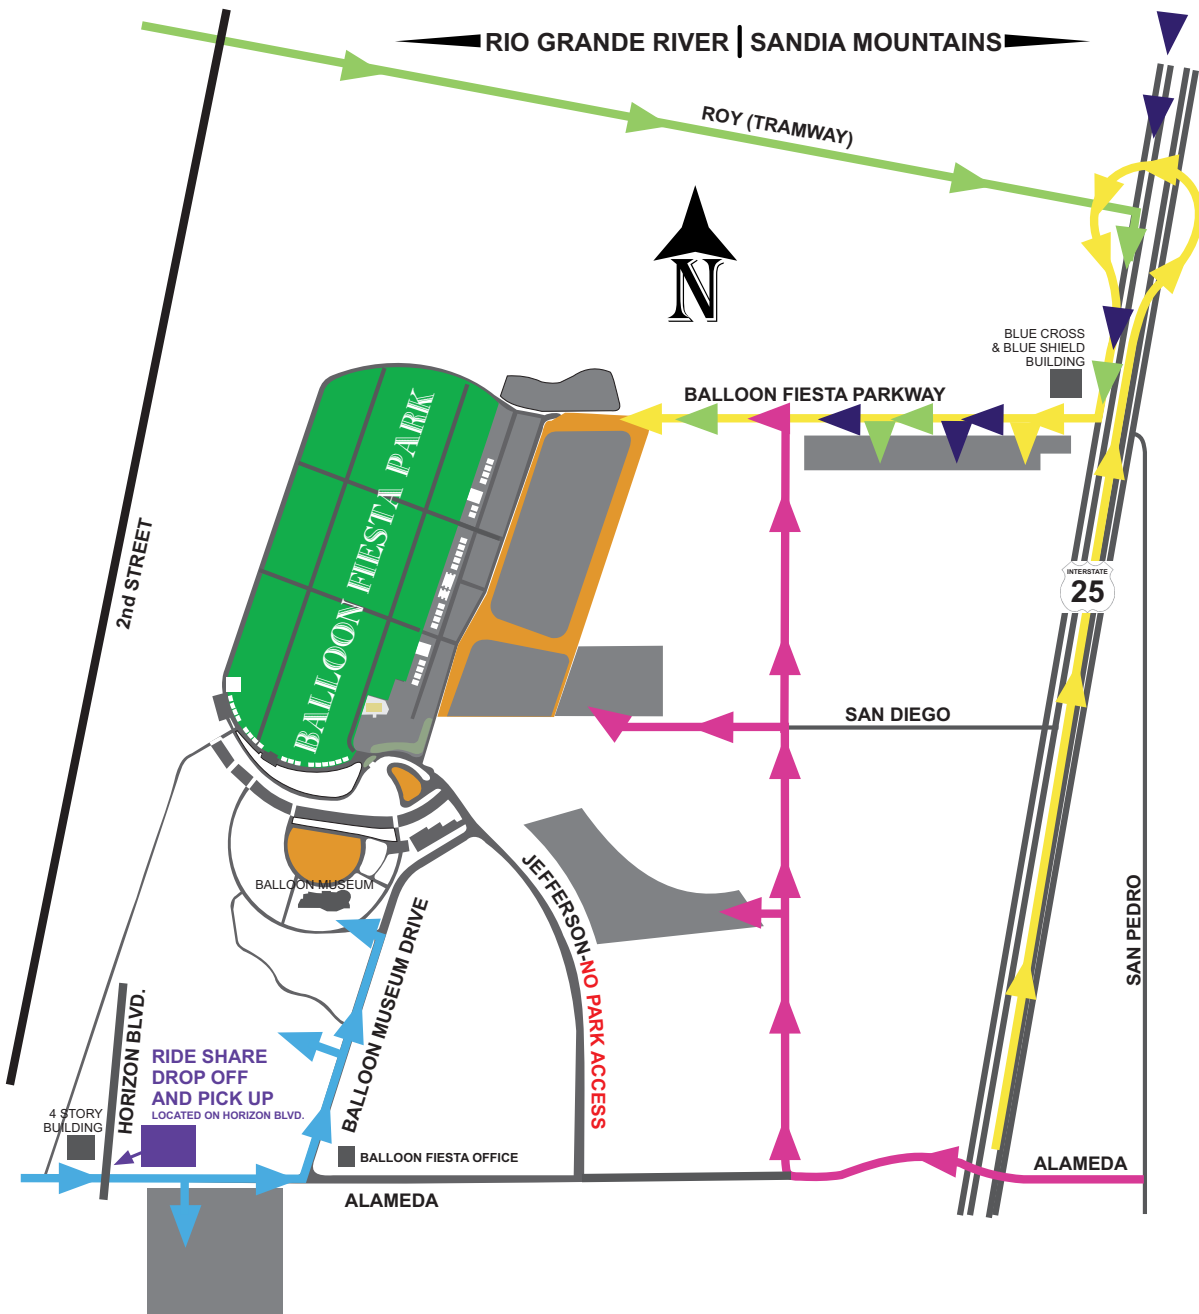 RIO GRANDE RIVER | SANDIA MOUNTAINS
ROY (TRAMWAY)
N
BLUE CROSS
& BLUE SHIELD
BUILDING
BALLOON FIESTA PARKWAY
BALLOON FIESTA PARK
2nd STREET
INTERSTATE
25
SAN DIEGO
JEFFERSON-NO PARK ACCESS
BALLOON MUSEUM
BALLOON MUSEUM DRIVE
SAN PEDRO
HORIZON BLVD.
RIDE SHARE
DROP OFF
AND PICK UP
LOCATED ON HORIZON BLVD.
4 STORY
BUILDING
BALLOON FIESTA OFFICE
ALAMEDA
ALAMEDA